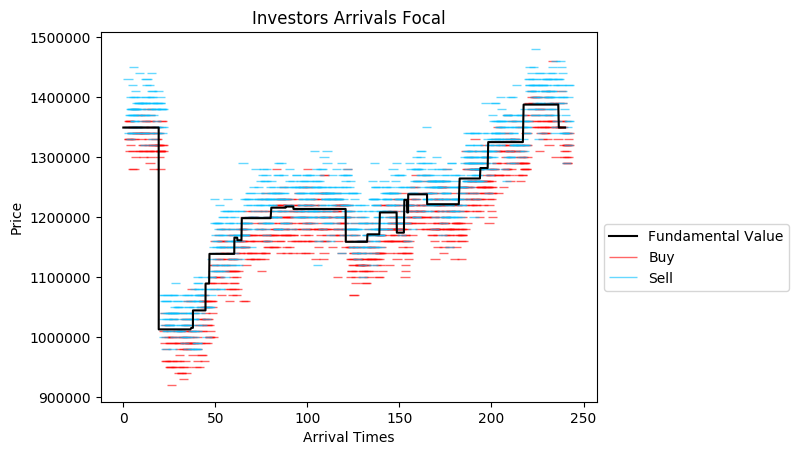 Investors Arrivals Focal
1500000
1400000
1300000
1200000
1100000
1000000
900000
Price
0 50 100 150 200 250
Arrival Times
Fundamental Value
Buy
Sell